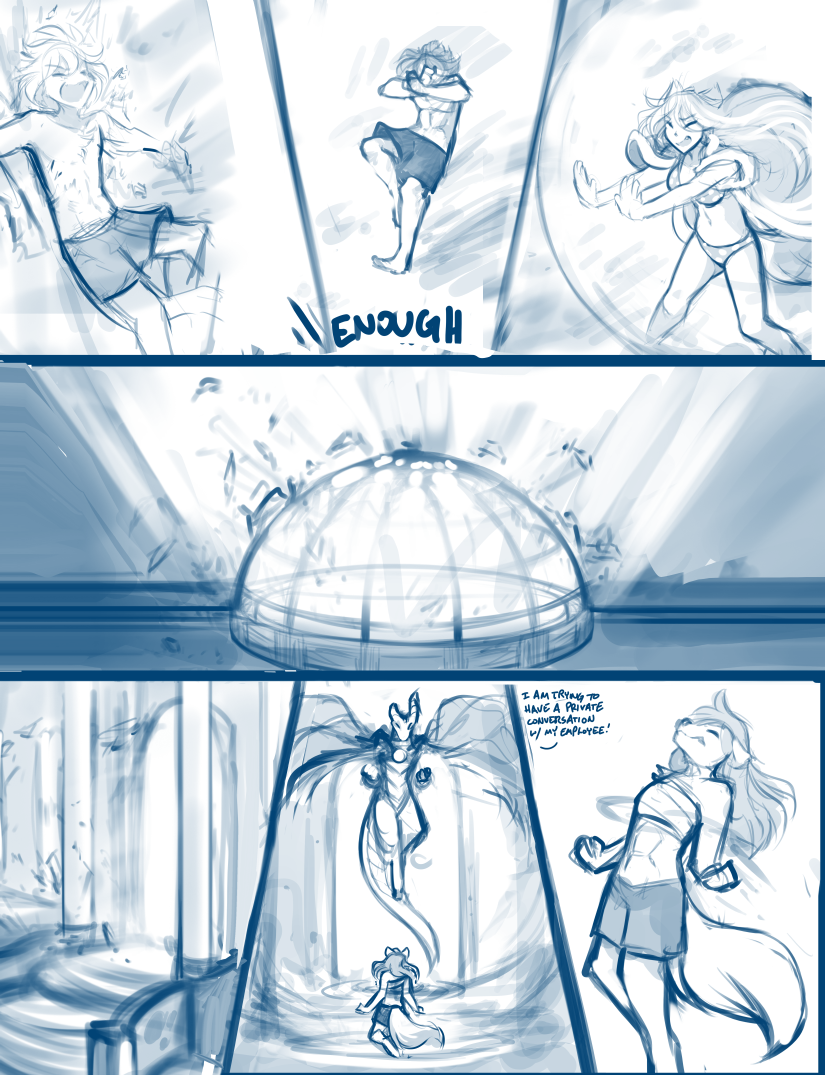 ENOUGH
I AM TRYING TO
HAVE A PRIVATE
CONVERSATION
W/ MY EMPLOYEE!